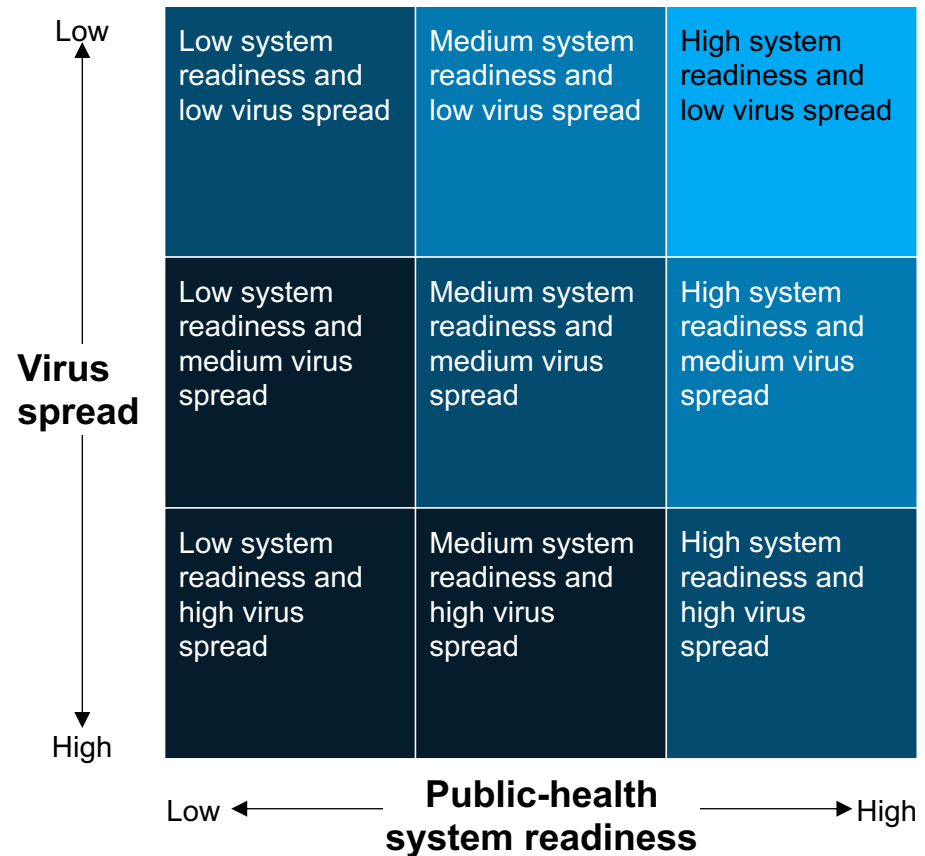 Low
Low system
readiness and
low virus spread
Medium system
readiness and
low virus spread
High system
readiness and
low virus spread
Virus
spread
Low system
readiness and
medium virus
spread
Medium system
readiness and
medium virus
spread
High system
readiness and
medium virus
spread
Low system
readiness and
high virus
spread
Medium system
readiness and
high virus
spread
High system
readiness and
high virus
spread
High
Low
Public-health
system readiness
High